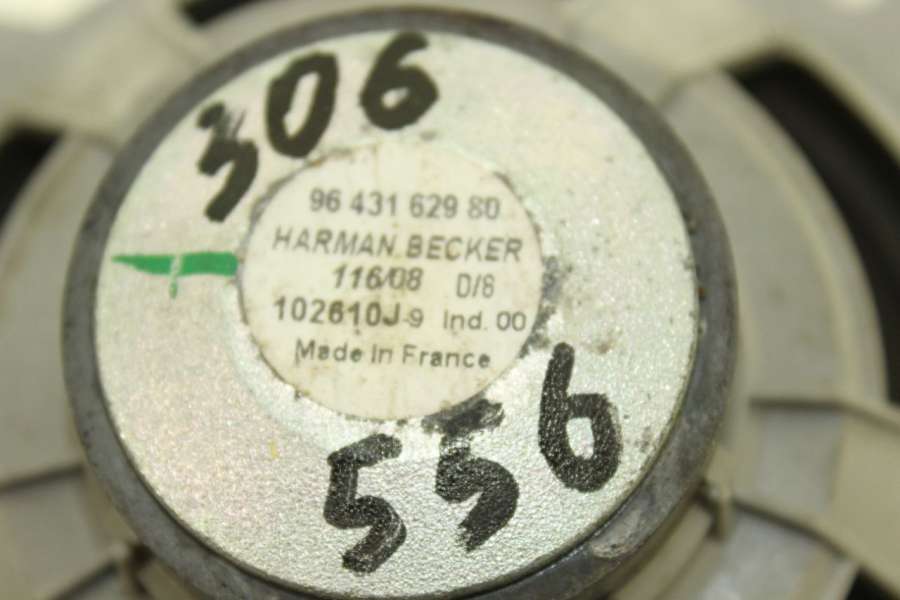 306
96 431 629 80
HARMAN BECKER
116/08 D/8
102610J-9 Ind. 00
Made In France
556